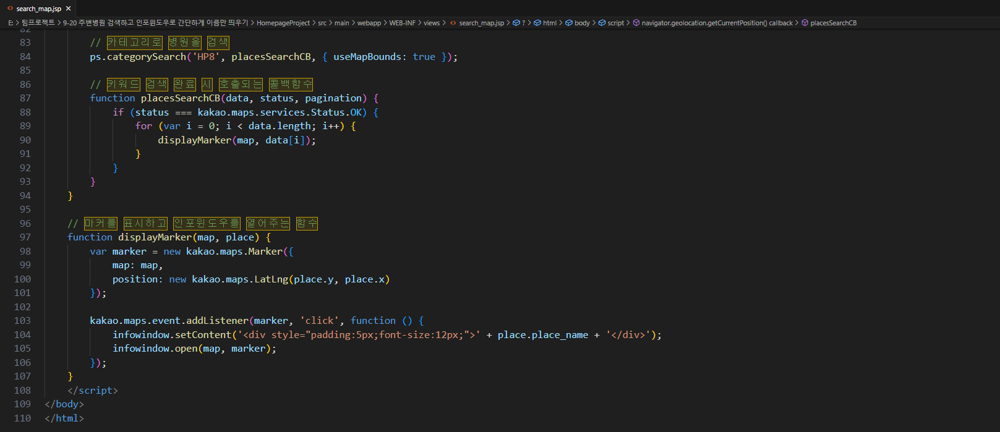 search_map.jsp ×
E: > 팀프로젝트 > 9-20 주변병원 검색하고 인포윈도우로 간단하게 이름만 띄우기 > HomepageProject > src > main > webapp > WEB-INF > views > search_map.jsp > ? > html > body > script > navigator.geolocation.getCurrentPosition() callback > placesSearchCB
82
83 // 카테고리로 병원을 검색
84 ps.categorySearch('HP8', placesSearchCB, { useMapBounds: true });
85
86 // 키워드 검색 완료 시 호출되는 콜백함수
87 function placesSearchCB(data, status, pagination) {
88 if (status === kakao.maps.services.Status.OK) {
89 for (var i = 0; i < data.length; i++) {
90 displayMarker(map, data[i]);
91 }
92 }
93 }
94 }
95
96 // 마커를 표시하고 인포윈도우를 열어주는 함수
97 function displayMarker(map, place) {
98 var marker = new kakao.maps.Marker({
99 map: map,
100 position: new kakao.maps.LatLng(place.y, place.x)
101 });
102
103 kakao.maps.event.addListener(marker, 'click', function () {
104 infowindow.setContent('<div style="padding:5px;font-size:12px;">' + place.place_name + '</div>');
105 infowindow.open(map, marker);
106 });
107 }
108 </script>
109 </body>
110 </html>